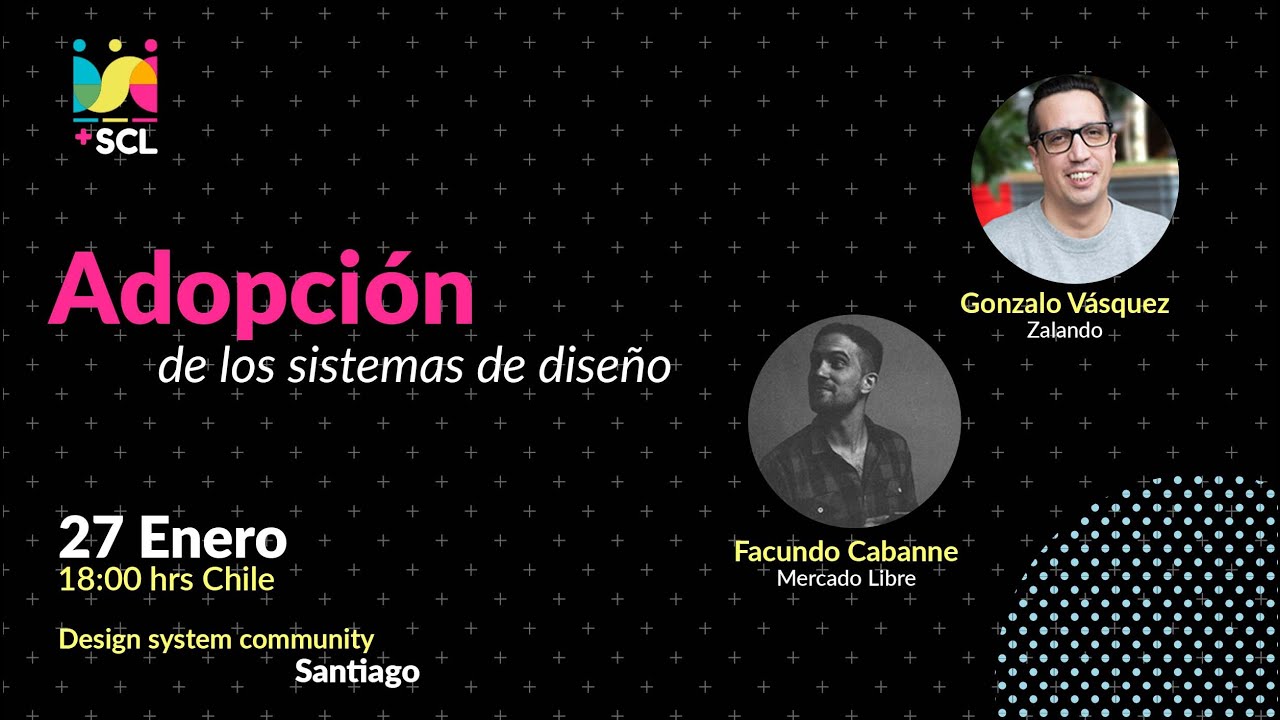 +SCL
Adopción
de los sistemas de diseño
27 Enero
18:00 hrs Chile
Design system community
Santiago
Gonzalo Vásquez
Zalando
Facundo Cabanne
Mercado Libre